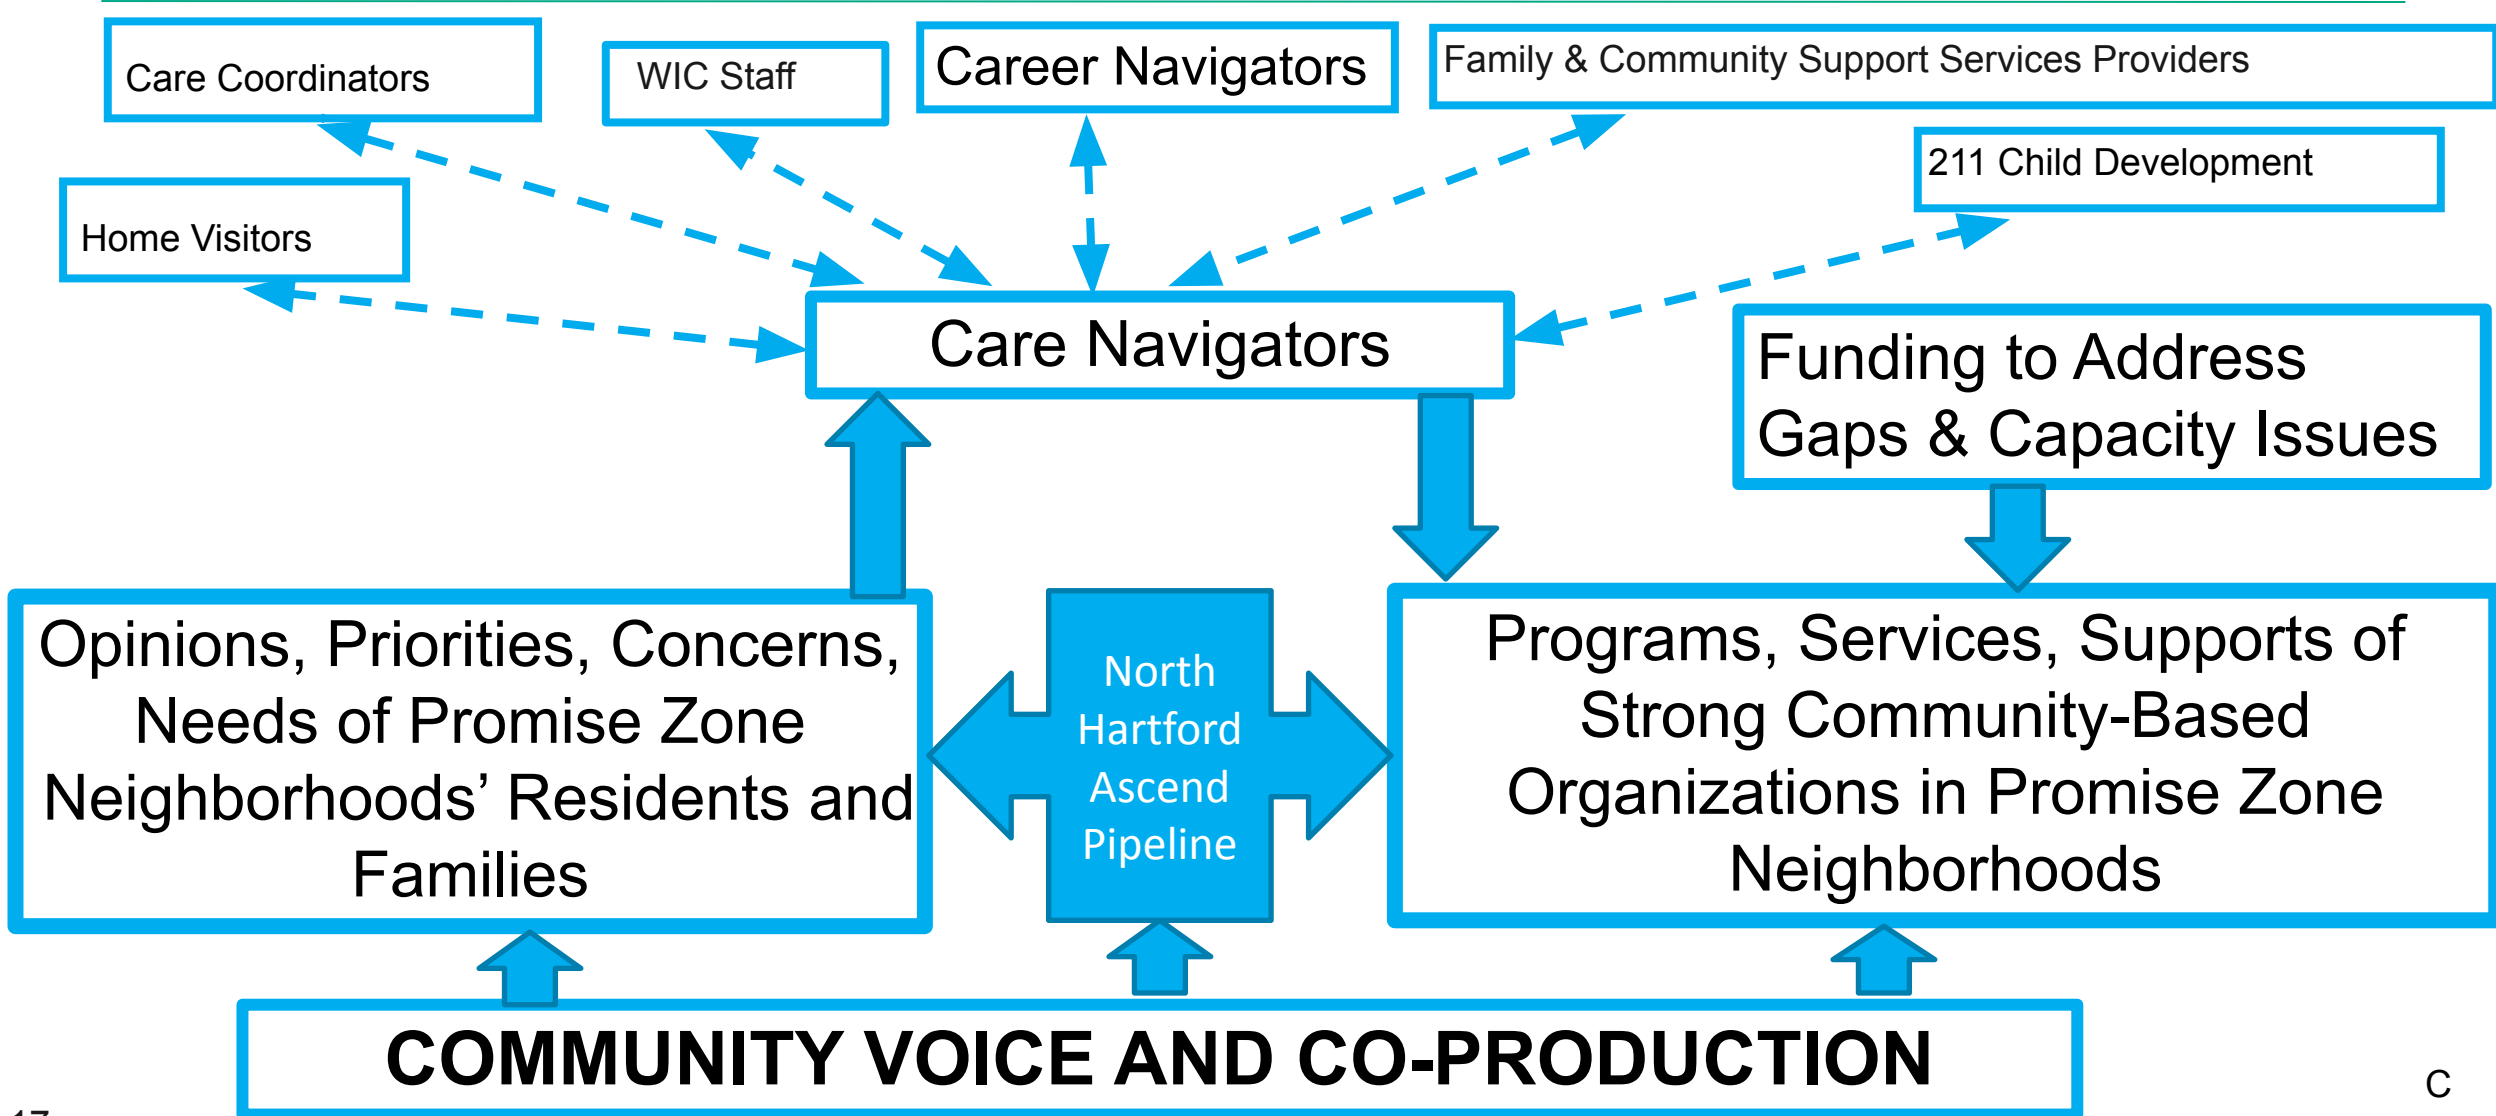 Care Coordinators
WIC Staff
Career Navigators
Family & Community Support Services Providers
211 Child Development
Home Visitors
Care Navigators
Funding to Address
Gaps & Capacity Issues
Opinions, Priorities, Concerns,
Needs of Promise Zone
Neighborhoods’ Residents and
Families
North
Hartford
Ascend
Pipeline
Programs, Services, Supports of
Strong Community-Based
Organizations in Promise Zone
Neighborhoods
COMMUNITY VOICE AND CO-PRODUCTION
C
17